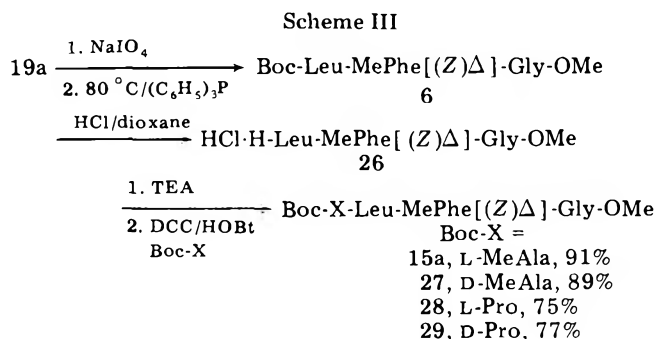 Scheme III
19a 1. NaIO₄ 2. 80 °C/(C₆H₅)₃P Boc-Leu-MePhe[(Z)Δ]-Gly-OMe
6
HCl/dioxane HCl·H-Leu-MePhe[(Z)Δ]-Gly-OMe
26
1. TEA
2. DCC/HOBt Boc-X Boc-X-Leu-MePhe[(Z)Δ]-Gly-OMe
Boc-X =
15a, L-MeAla, 91%
27, D-MeAla, 89%
28, L-Pro, 75%
29, D-Pro, 77%